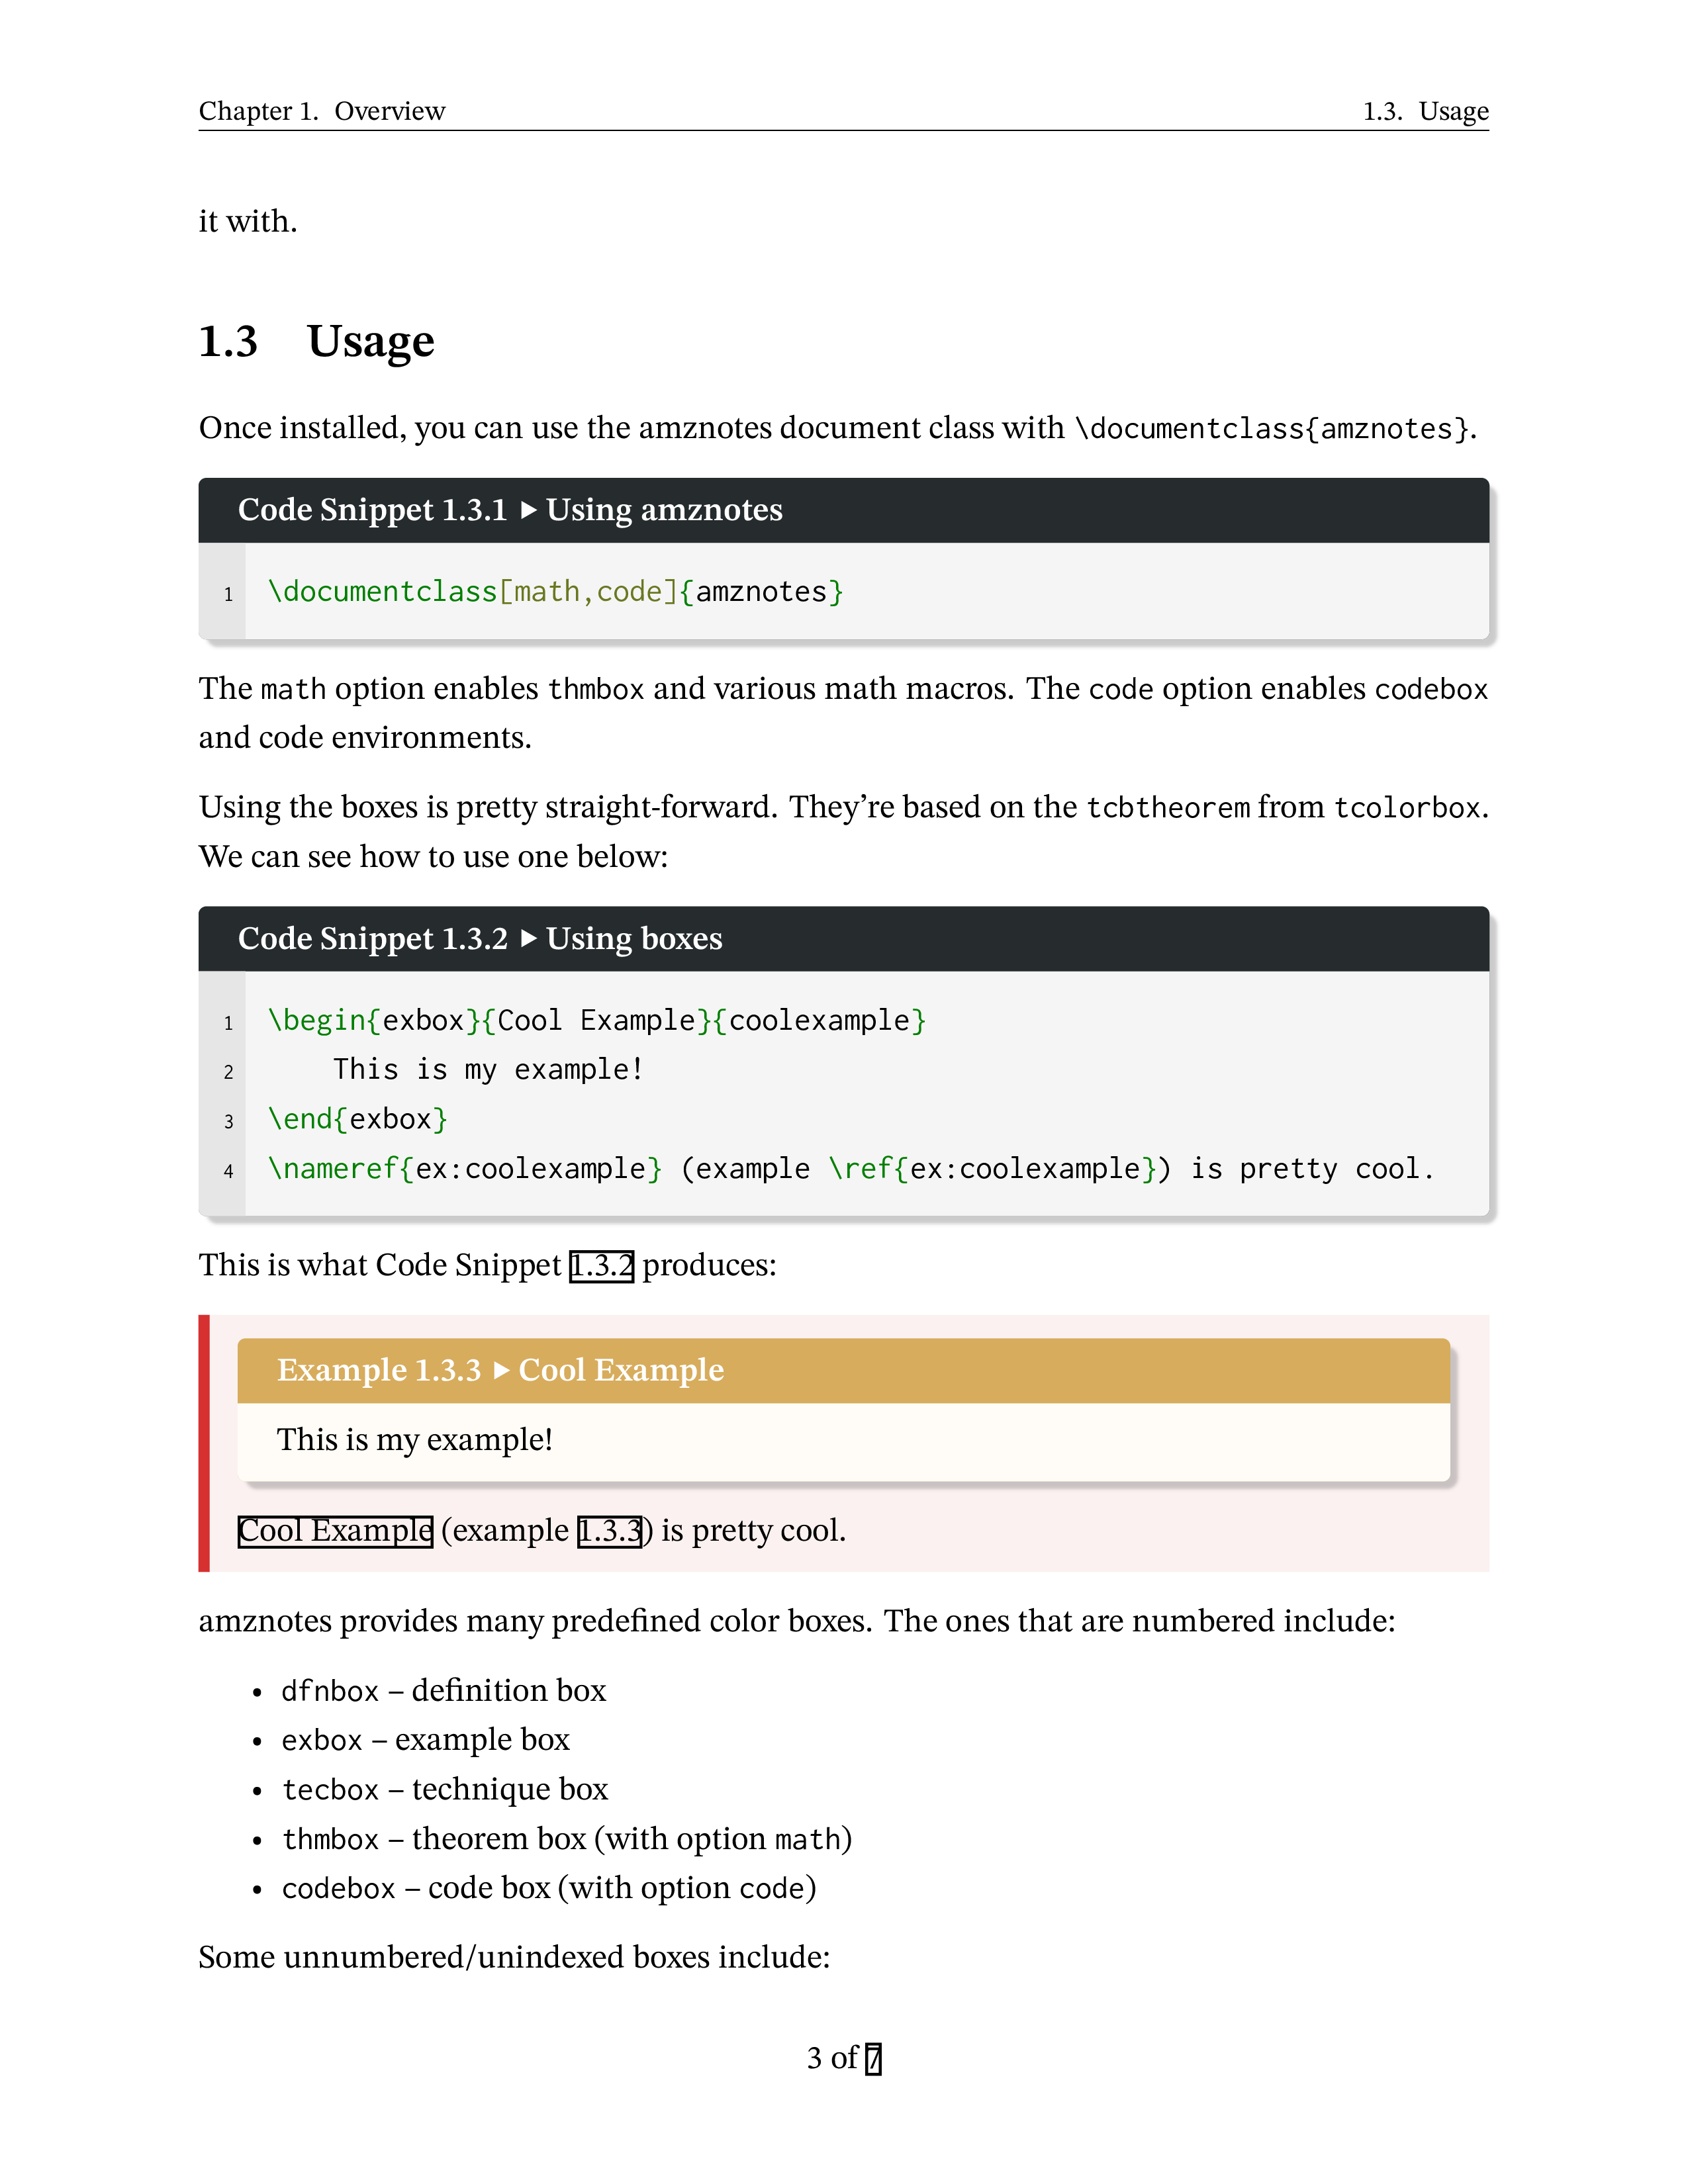 Chapter 1. Overview 1.3. Usage
it with.
1.3 Usage
Once installed, you can use the amznotes document class with \documentclass{amznotes}.
Code Snippet 1.3.1 ▶ Using amznotes
1 \documentclass[math,code]{amznotes}
The math option enables thmbox and various math macros. The code option enables codebox
and code environments.
Using the boxes is pretty straight-forward. They’re based on the tcbtheorem from tcolorbox.
We can see how to use one below:
Code Snippet 1.3.2 ▶ Using boxes
1 \begin{exbox}{Cool Example}{coolexample}
2     This is my example!
3 \end{exbox}
4 \nameref{ex:coolexample} (example \ref{ex:coolexample}) is pretty cool.
This is what Code Snippet 1.3.2 produces:
Example 1.3.3 ▶ Cool Example
This is my example!
Cool Example (example 1.3.3) is pretty cool.
amznotes provides many predefined color boxes. The ones that are numbered include:
• dfnbox – definition box
• exbox – example box
• tecbox – technique box
• thmbox – theorem box (with option math)
• codebox – code box (with option code)
Some unnumbered/unindexed boxes include:
3 of 7